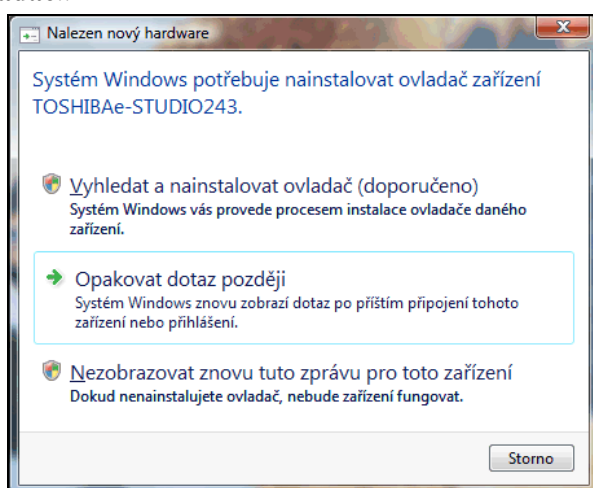 Nalezen nový hardware
Systém Windows potřebuje nainstalovat ovladač zařízení
TOSHIBAe-STUDIO243.
Vyhledat a nainstalovat ovladač (doporučeno)
Systém Windows vás provede procesem instalace ovladače daného
zařízení.
Opakovat dotaz později
Systém Windows znovu zobrazí dotaz po příštím připojení tohoto
zařízení nebo přihlášení.
Nezobrazovat znovu tuto zprávu pro toto zařízení
Dokud nenainstalujete ovladač, nebude zařízení fungovat.
Storno